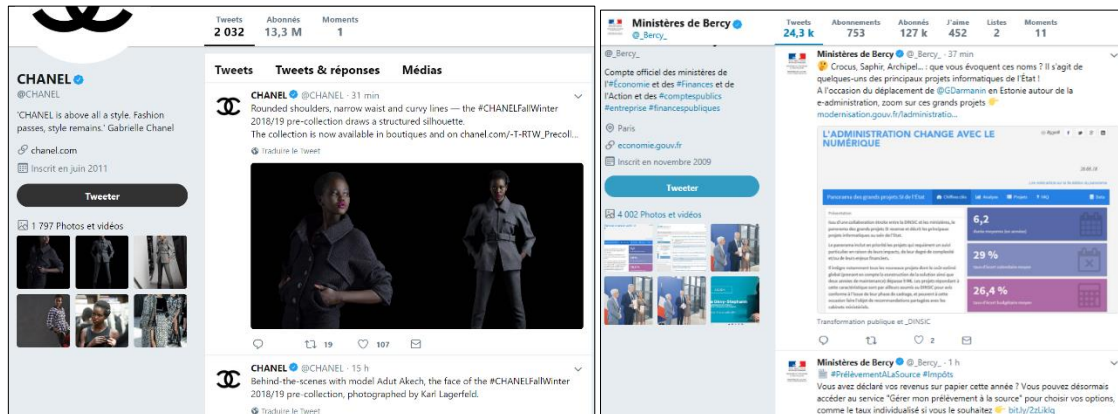 Tweets Abonnés Moments
2 032 13,3 M 1
Tweets Tweets & réponses Médias
CHANEL
@CHANEL
'CHANEL is above all a style. Fashion
passes, style remains.' Gabrielle Chanel
chanel.com
Inscrit en juin 2011
Tweeter
1 797 Photos et vidéos
CHANEL @CHANEL · 31 min
Rounded shoulders, narrow waist and curvy lines — the #CHANELFallWinter
2018/19 pre-collection draws a structured silhouette.
The collection is now available in boutiques and on chanel.com/-T-RTW_Precoll...
Traduire le Tweet
19 107
CHANEL @CHANEL · 15 h
Behind-the-scenes with model Adut Akech, the face of the #CHANELFallWinter
2018/19 pre-collection, photographed by Karl Lagerfeld.
Traduire le Tweet
Ministères de Bercy
@_Bercy_
Tweets Abonnements Abonnés J'aime Listes Moments
24,3 k 753 127 k 452 2 11
@_Bercy_
Compte officiel des ministères de
l'#Économie et des #Finances et de
l'Action et des #comptespublics
#entreprise #financespubliques
Paris
economie.gouv.fr
Inscrit en novembre 2009
Tweeter
4 002 Photos et vidéos
Ministères de Bercy @_Bercy_ · 37 min
Crocus, Saphir, Archipel... : que vous évoquent ces noms ? Il s'agit de
quelques-uns des principaux projets informatiques de l'État !
A l'occasion du déplacement de @GDarmanin en Estonie autour de la
e-administration, zoom sur ces grands projets
modernisation.gouv.fr/ladministratio...
L'ADMINISTRATION CHANGE AVEC LE
NUMÉRIQUE
Panorama des grands projets SI de l'Etat Chiffres clés Analyse Projets FAQ
6,2
29 %
26,4 %
Transformation publique et _DINSIC
2
Ministères de Bercy @_Bercy_ · 1 h
#PrélèvementALaSource #Impôts
Vous avez déclaré vos revenus sur papier cette année ? Vous pouvez désormais
accéder au service "Gérer mon prélèvement à la source" pour choisir vos options,
comme le taux individualisé si vous le souhaitez bit.ly/2zLiklq